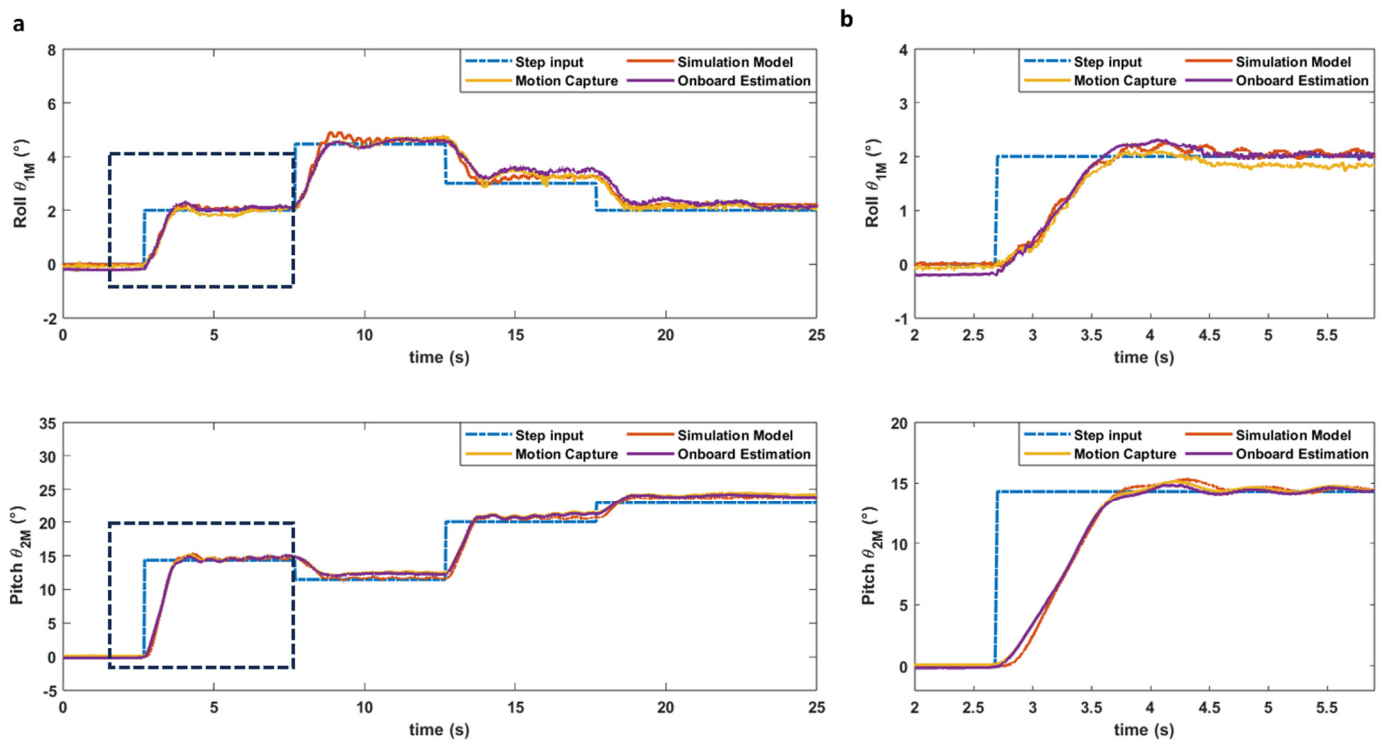 a
8
6
4
2
0
-2
Roll θ1M (°)
Step input
Simulation Model
Motion Capture
Onboard Estimation
0
5
10
15
20
25
time (s)
b
4
3
2
1
0
-1
Roll θ1M (°)
Step input
Simulation Model
Motion Capture
Onboard Estimation
2
2.5
3
3.5
4
4.5
5
5.5
time (s)
35
30
25
20
15
10
5
0
-5
Pitch θ2M (°)
Step input
Simulation Model
Motion Capture
Onboard Estimation
0
5
10
15
20
25
time (s)
20
15
10
5
0
Pitch θ2M (°)
Step input
Simulation Model
Motion Capture
Onboard Estimation
2
2.5
3
3.5
4
4.5
5
5.5
time (s)